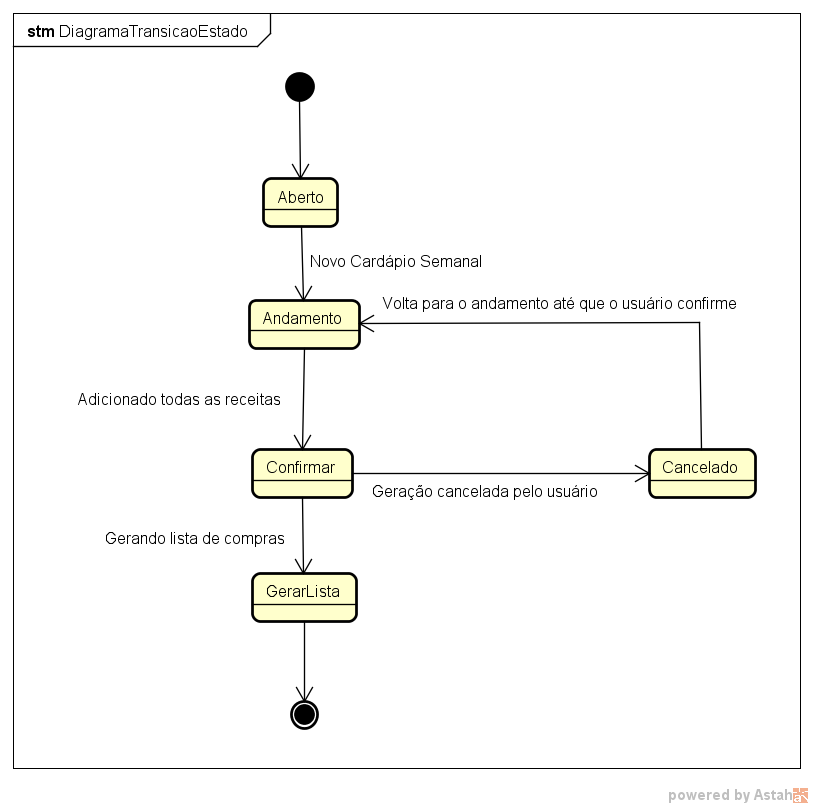 stm DiagramaTransicaoEstado
Aberto
Novo Cardápio Semanal
Volta para o andamento até que o usuário confirme
Andamento
Adicionado todas as receitas
Confirmar
Cancelado
Geração cancelada pelo usuário
Gerando lista de compras
GerarLista
powered by Astah